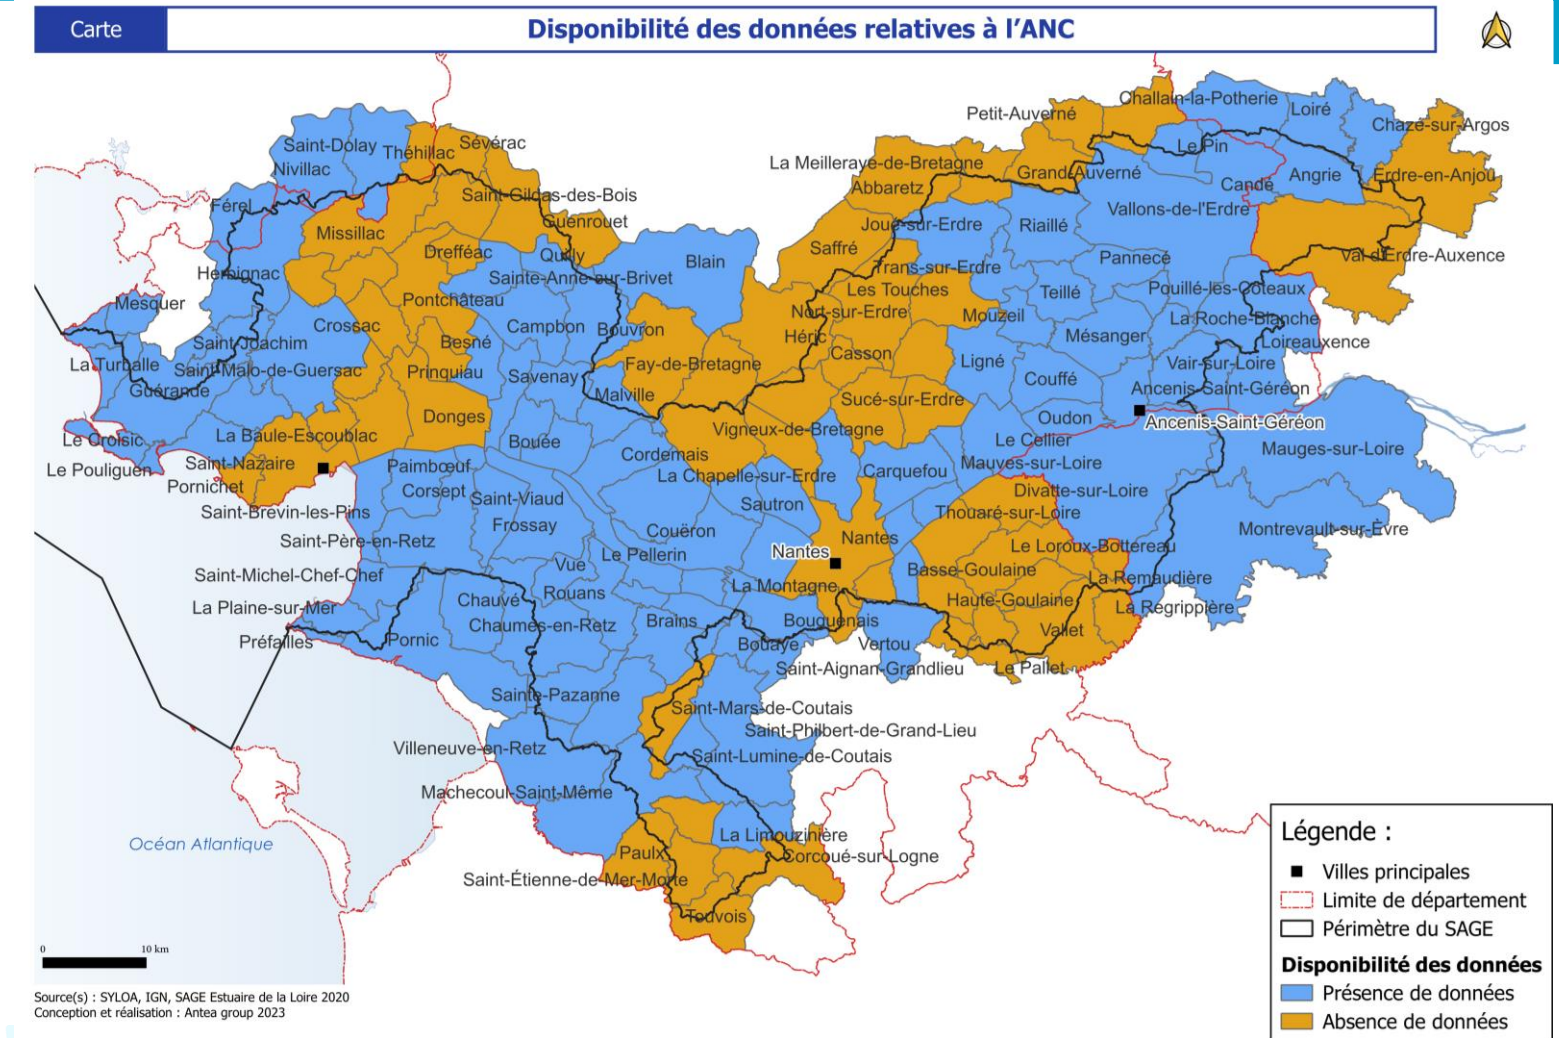 Carte
Disponibilité des données relatives à l'ANC
Challain-la-Potherie
Loiré
Petit-Auverné
Chazé-sur-Argos
Saint-Dolay
Théhillac
Sévérac
Le Pin
La Meilleraye-de-Bretagne
Nivillac
Grand-Auverné
Angrie
Erdre-en-Anjou
Abbaretz
Candé
Saint-Gildas-des-Bois
Férel
Guenrouet
Vallons-de-l'Erdre
Joué-sur-Erdre
Riaillé
Missillac
Saffré
Drefféac
Quilly
Blain
Pannecé
Val d'Erdre-Auxence
Trans-sur-Erdre
Herbignac
Sainte-Anne-sur-Brivet
Les Touches
Teillé
Pouillé-les-Côteaux
Mesquer
Pontchâteau
Nort-sur-Erdre
Mouzeil
La Roche-Blanche
Crossac
Campbon
Bouvron
Héric
Mésanger
Saint-Joachim
Besné
Loireauxence
Casson
La Turballe
Saint-Malo-de-Guersac
Prinquiau
Savenay
Fay-de-Bretagne
Ligné
Vair-sur-Loire
Couffé
Guérande
Malville
Sucé-sur-Erdre
Ancenis-Saint-Géréon
Donges
Oudon
Ancenis-Saint-Géréon
La Baule-Escoublac
Vigneux-de-Bretagne
Le Croisic
Bouée
Le Cellier
Mauges-sur-Loire
Cordemais
Saint-Nazaire
Paimbœuf
Mauves-sur-Loire
Le Pouliguen
La Chapelle-sur-Erdre
Carquefou
Pornichet
Corsept
Saint-Viaud
Divatte-sur-Loire
Sautron
Saint-Brevin-les-Pins
Thouaré-sur-Loire
Frossay
Couëron
Montrevault-sur-Èvre
Saint-Père-en-Retz
Nantes
Le Loroux-Bottereau
Nantes
Le Pellerin
Vue
Basse-Goulaine
Saint-Michel-Chef-Chef
La Remaudière
La Montagne
Rouans
Chauvé
Haute-Goulaine
La Plaine-sur-Mer
La Regrippière
Brains
Bouguenais
Chaumes-en-Retz
Vallet
Préfailles
Pornic
Bouaye
Vertou
Saint-Aignan-Grandlieu
Le Pallet
Sainte-Pazanne
Saint-Mars-de-Coutais
Saint-Philbert-de-Grand-Lieu
Villeneuve-en-Retz
Saint-Lumine-de-Coutais
Machecoul-Saint-Même
La Limouzinière
Océan Atlantique
Paulx
Corcoué-sur-Logne
Saint-Étienne-de-Mer-Morte
Touvois
Légende :
Villes principales
Limite de département
Périmètre du SAGE
Disponibilité des données
Présence de données
Absence de données
0 10 km
Source(s) : SYLOA, IGN, SAGE Estuaire de la Loire 2020
Conception et réalisation : Antea group 2023